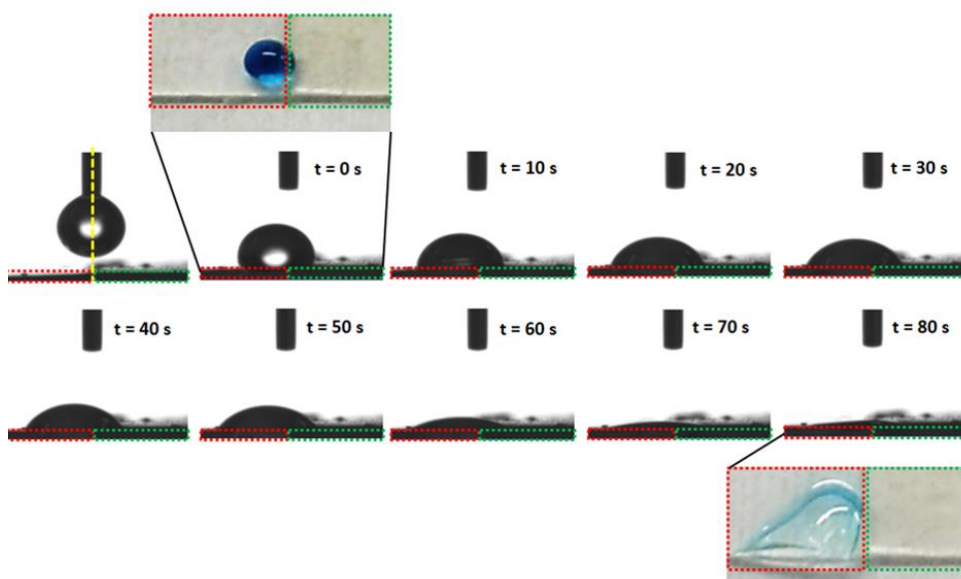 t = 0 s
t = 10 s
t = 20 s
t = 30 s
t = 40 s
t = 50 s
t = 60 s
t = 70 s
t = 80 s